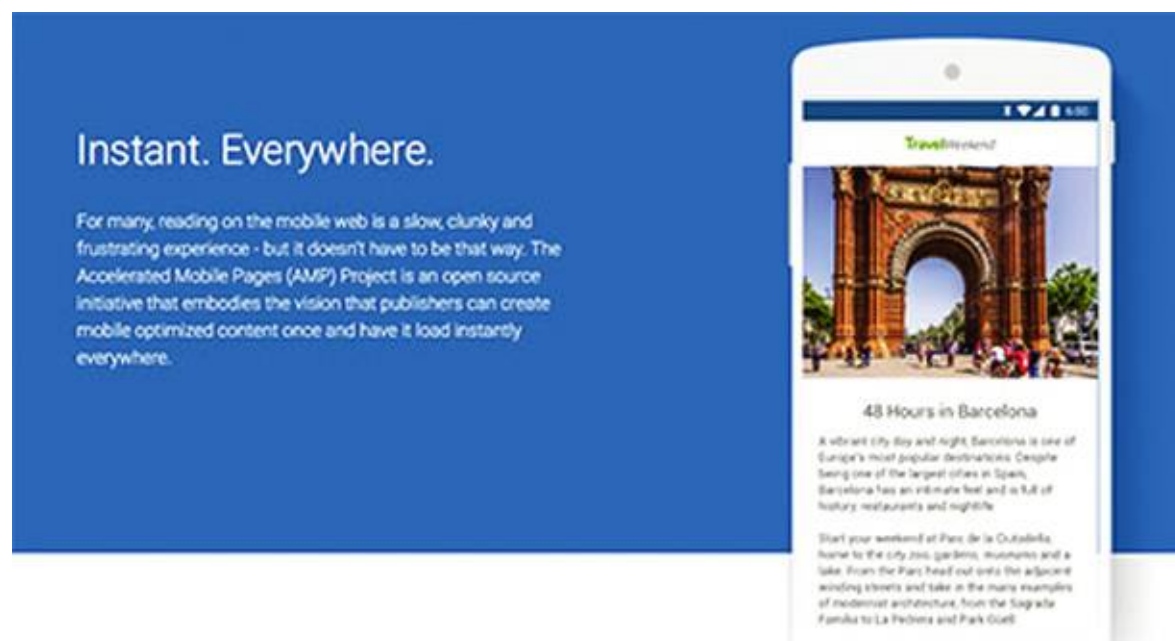 Instant. Everywhere.
For many, reading on the mobile web is a slow, clunky and
frustrating experience - but it doesn't have to be that way. The
Accelerated Mobile Pages (AMP) Project is an open source
initiative that embodies the vision that publishers can create
mobile optimized content once and have it load instantly
everywhere.
6:00
TravelWeekend
48 Hours in Barcelona
A vibrant city day and night, Barcelona is one of
Europe's most popular destinations. Despite
being one of the largest cities in Spain,
Barcelona has an intimate feel and is full of
history, restaurants and nightlife.
Start your weekend at Parc de la Ciutadella,
home to the city zoo, gardens, museums and a
lake. From the Parc head out onto the adjacent
winding streets and take in the many examples
of modernist architecture, from the Sagrada
Familia to La Pedrera and Park Güell